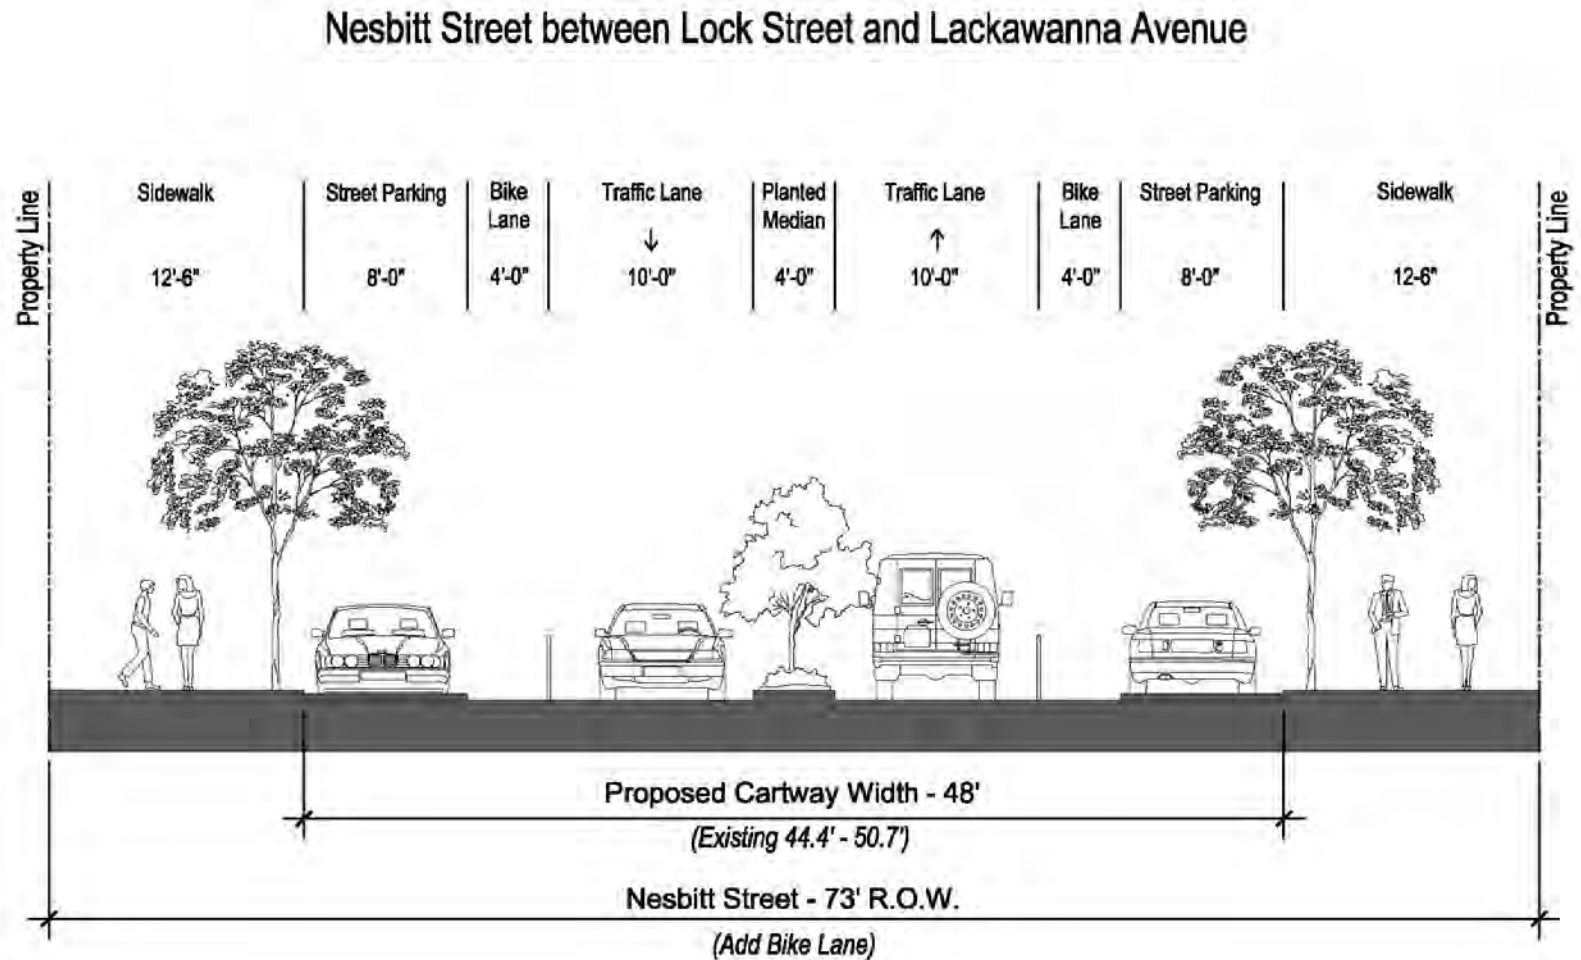 Nesbitt Street between Lock Street and Lackawanna Avenue
Property Line
Sidewalk
12'-6"
Street Parking
8'-0"
Bike
Lane
4'-0"
Traffic Lane
↓
10'-0"
Planted
Median
4'-0"
Traffic Lane
↑
10'-0"
Bike
Lane
4'-0"
Street Parking
8'-0"
Sidewalk
12-6"
Property Line
Proposed Cartway Width - 48'
(Existing 44.4' - 50.7')
Nesbitt Street - 73' R.O.W.
(Add Bike Lane)